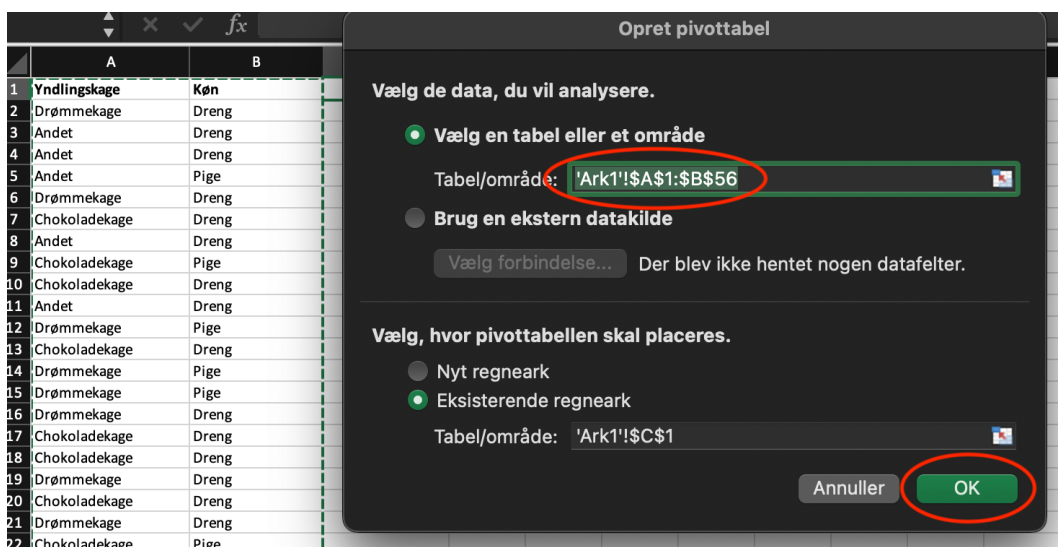 fx
Opret pivottabel
A B
1 Yndlingskage Køn
2 Drømmekage Dreng
3 Andet Dreng
4 Andet Dreng
5 Andet Pige
6 Drømmekage Dreng
7 Chokoladekage Dreng
8 Andet Dreng
9 Chokoladekage Pige
10 Chokoladekage Dreng
11 Andet Dreng
12 Drømmekage Pige
13 Chokoladekage Dreng
14 Drømmekage Pige
15 Drømmekage Pige
16 Drømmekage Dreng
17 Chokoladekage Dreng
18 Chokoladekage Dreng
19 Drømmekage Dreng
20 Chokoladekage Dreng
21 Drømmekage Dreng
22 Chokoladekage Pige
Vælg de data, du vil analysere.
Vælg en tabel eller et område
Tabel/område: 'Ark1'!$A$1:$B$56
Brug en ekstern datakilde
Vælg forbindelse... Der blev ikke hentet nogen datafelter.
Vælg, hvor pivottabellen skal placeres.
Nyt regneark
Eksisterende regneark
Tabel/område: 'Ark1'!$C$1
Annuller OK